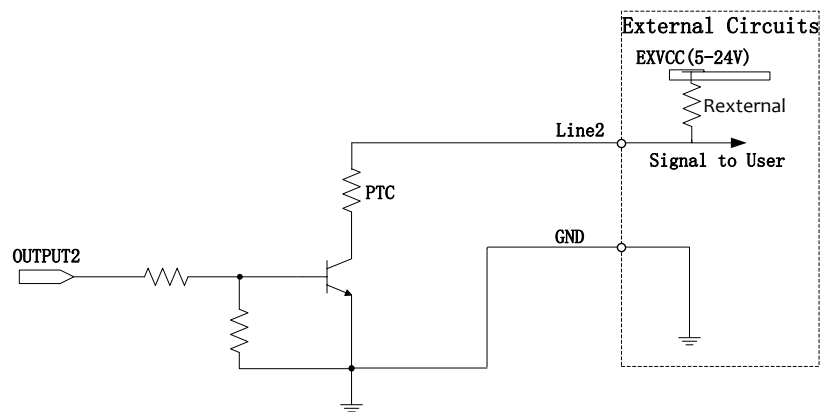 External Circuits
EXVCC(5-24V)
Rexternal
Line2
Signal to User
PTC
GND
OUTPUT2